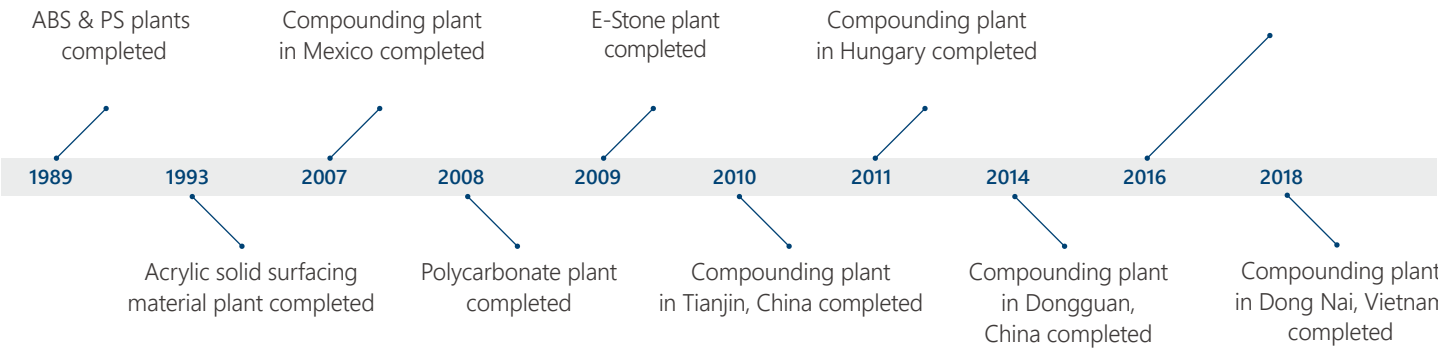 ABS & PS plants
completed
Compounding plant
in Mexico completed
E-Stone plant
completed
Compounding plant
in Hungary completed
1989 1993 2007 2008 2009 2010 2011 2014 2016 2018
Acrylic solid surfacing
material plant completed
Polycarbonate plant
completed
Compounding plant
in Tianjin, China completed
Compounding plant
in Dongguan,
China completed
Compounding plant
in Dong Nai, Vietnam
completed